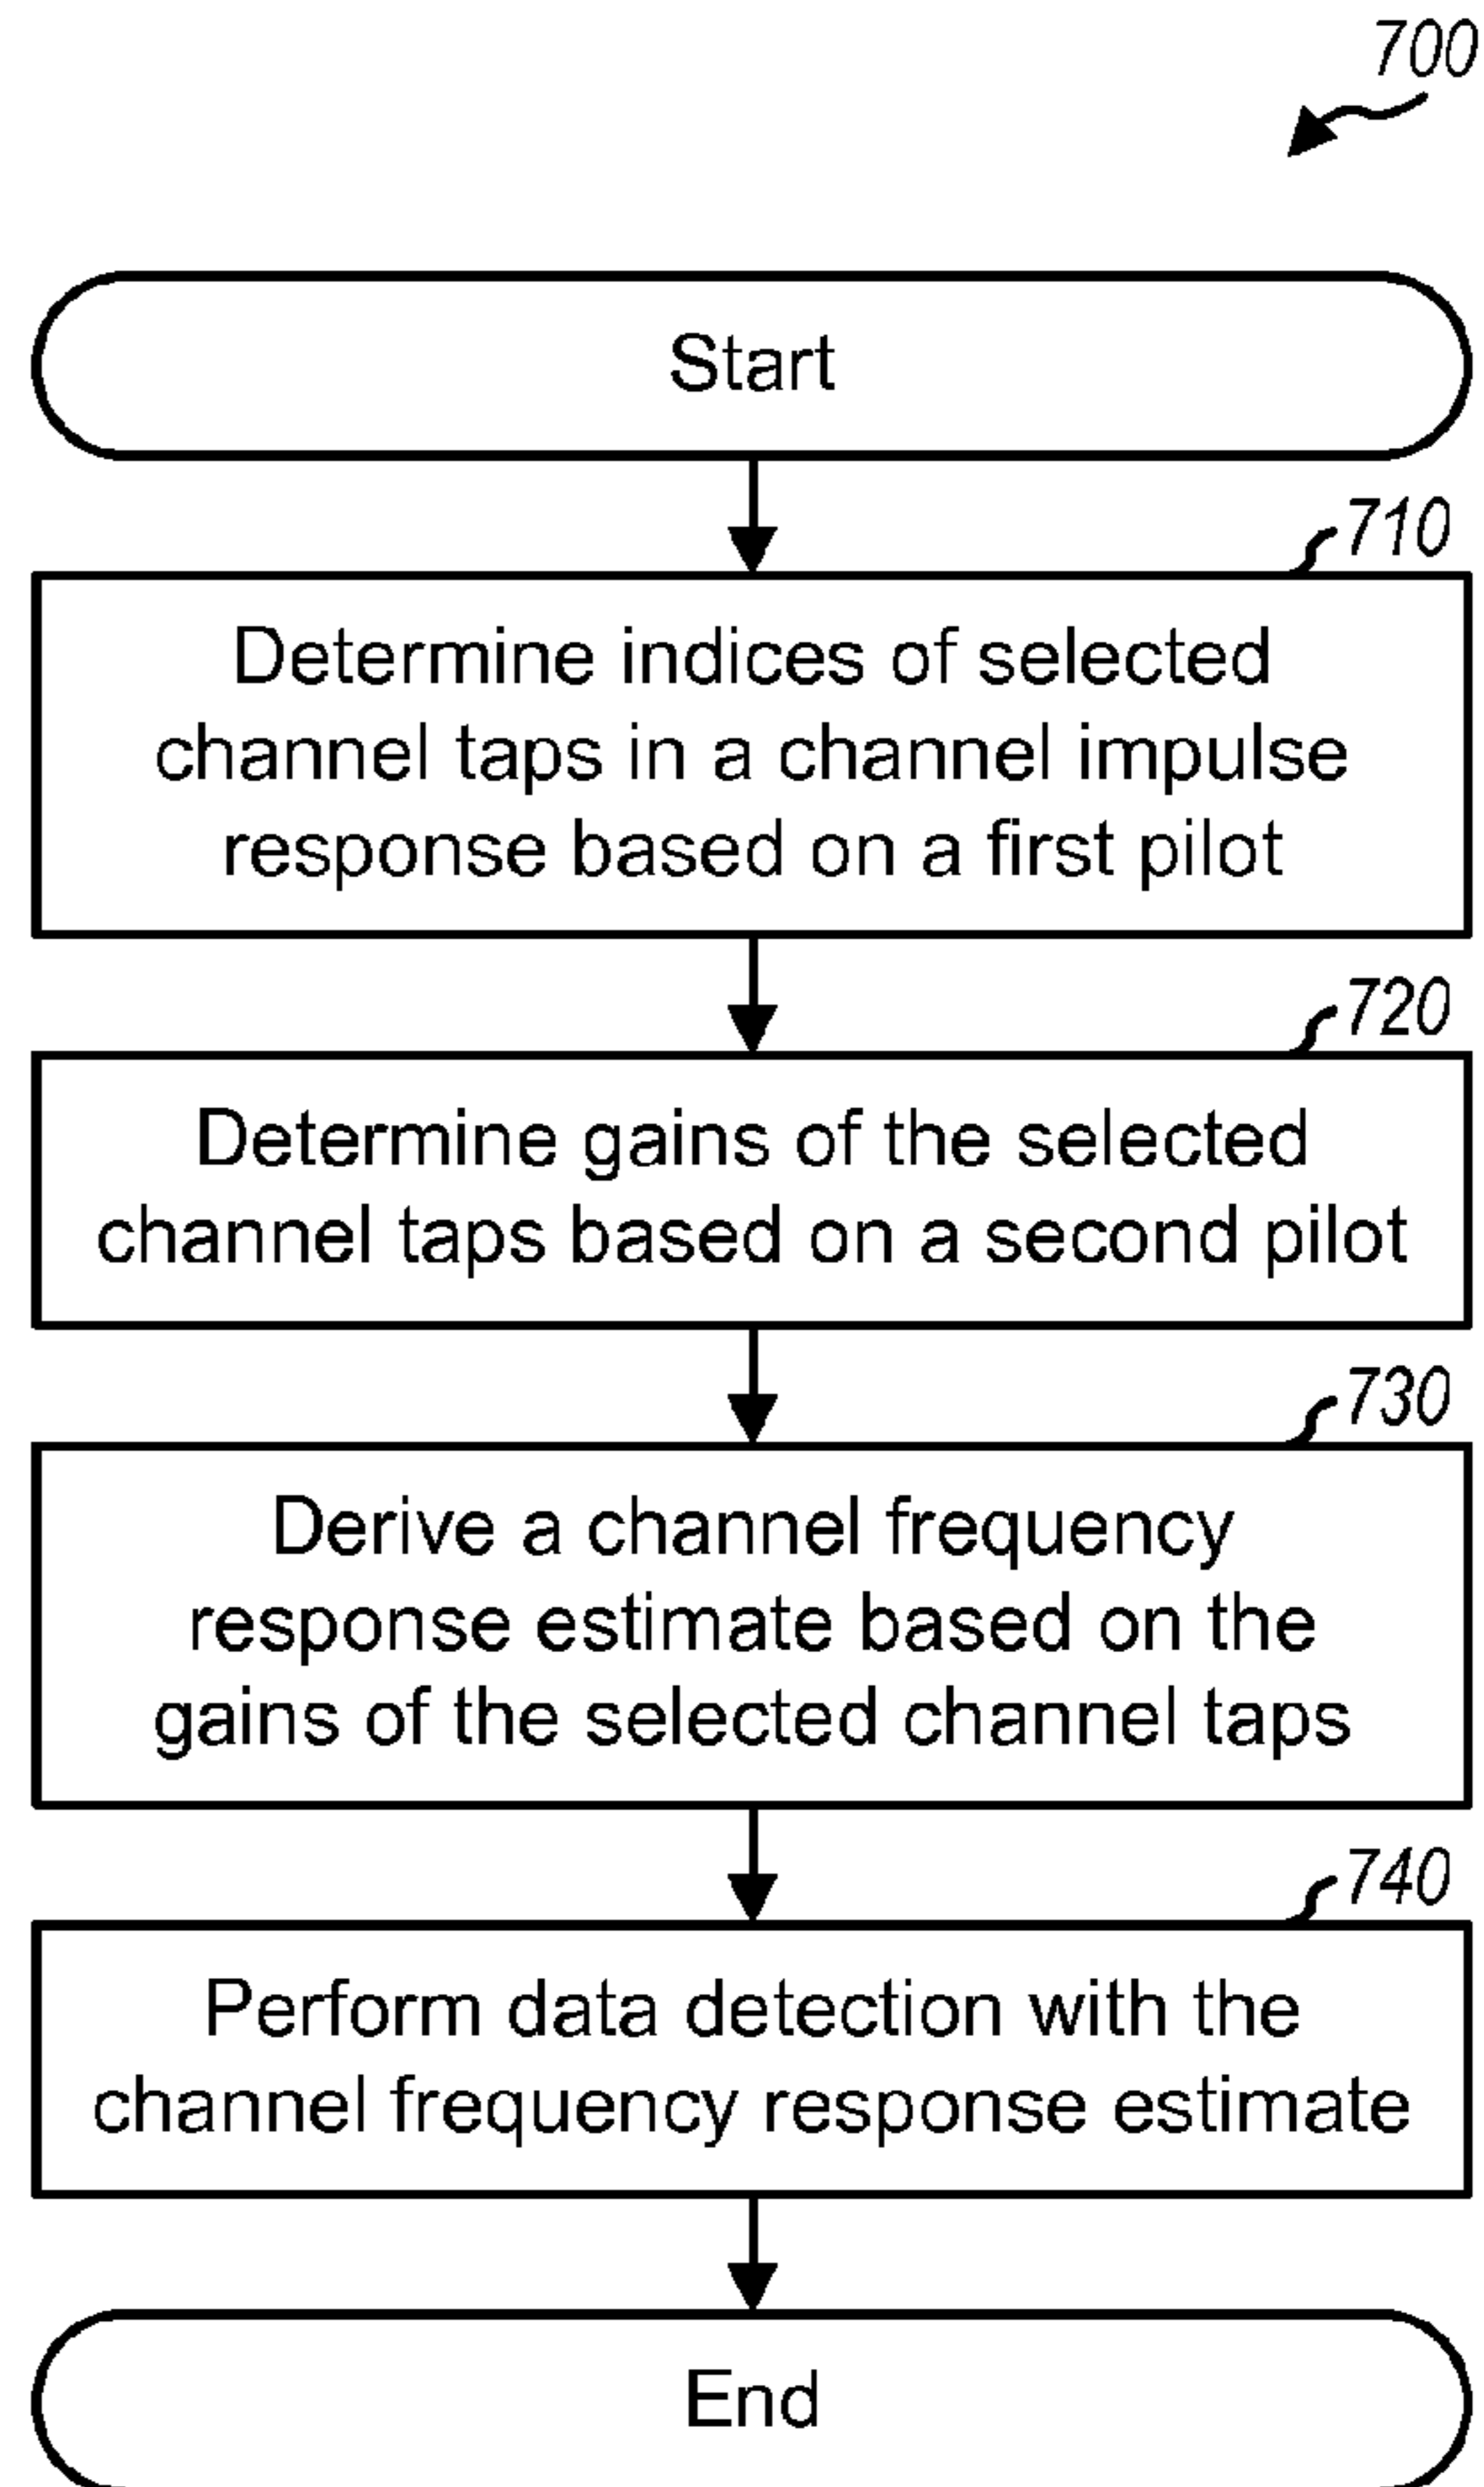 700
Start
710
Determine indices of selected
channel taps in a channel impulse
response based on a first pilot
720
Determine gains of the selected
channel taps based on a second pilot
730
Derive a channel frequency
response estimate based on the
gains of the selected channel taps
740
Perform data detection with the
channel frequency response estimate
End